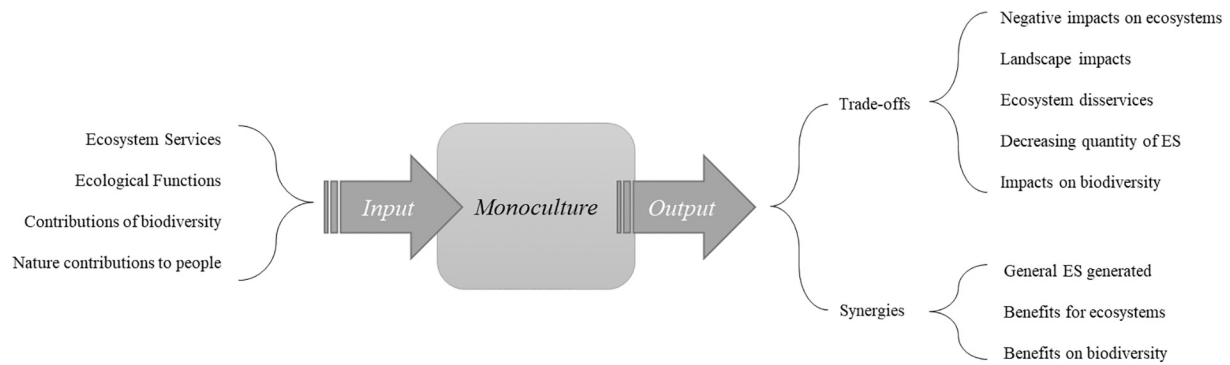 Ecosystem Services
Ecological Functions
Contributions of biodiversity
Nature contributions to people
Input
Monoculture
Output
Trade-offs
Negative impacts on ecosystems
Landscape impacts
Ecosystem disservices
Decreasing quantity of ES
Impacts on biodiversity
Synergies
General ES generated
Benefits for ecosystems
Benefits on biodiversity